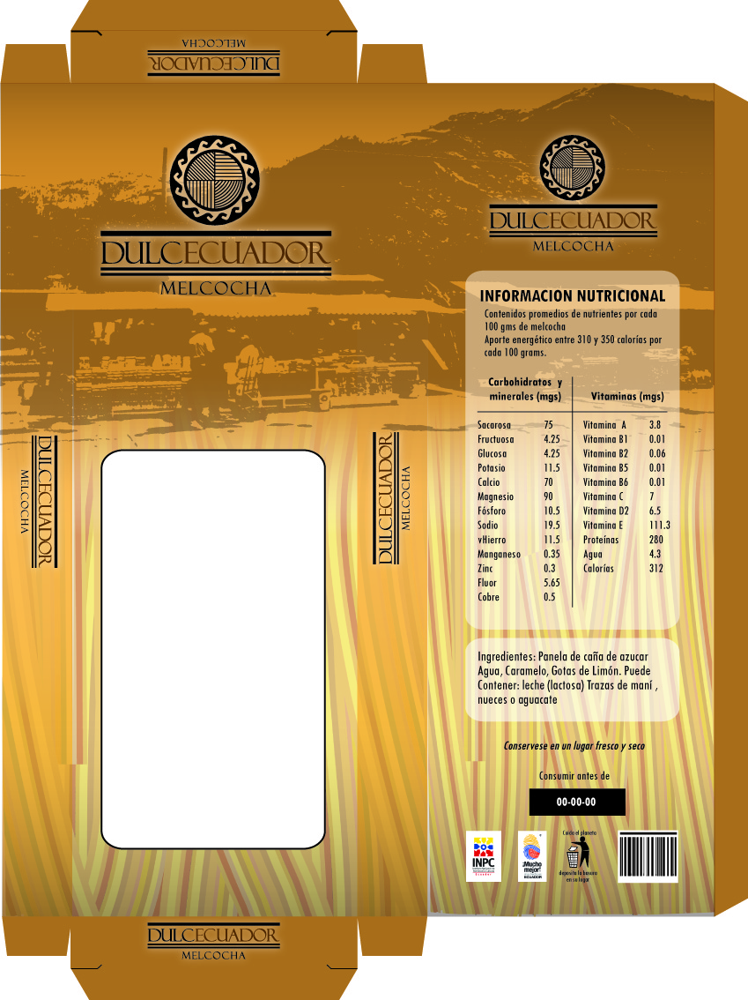 MELCOCHA
DULCECUADOR
DULCECUADOR
MELCOCHA
DULCECUADOR
MELCOCHA
DULCECUADOR
MELCOCHA
DULCECUADOR
MELCOCHA
INFORMACION NUTRICIONAL
Contenidos promedios de nutrientes por cada
100 gms de melcocha
Aporte energético entre 310 y 350 calorías por
cada 100 grams.
Carbohidratos y
minerales (mgs) Vitaminas (mgs)
Sacarosa 75 Vitamina A 3.8
Fructuosa 4.25 Vitamina B1 0.01
Glucosa 4.25 Vitamina B2 0.06
Potasio 11.5 Vitamina B5 0.01
Calcio 70 Vitamina B6 0.01
Magnesio 90 Vitamina C 7
Fósforo 10.5 Vitamina D2 6.5
Sodio 19.5 Vitamina E 111.3
vHierro 11.5 Proteínas 280
Manganeso 0.35 Agua 4.3
Zinc 0.3 Calorías 312
Fluor 5.65
Cobre 0.5
Ingredientes: Panela de caña de azucar
Agua, Caramelo, Gotas de Limón. Puede
Contener: leche (lactosa) Trazas de maní ,
nueces o aguacate
Conservese en un lugar fresco y seco
Consumir antes de
00-00-00
INPC
Ecuador
¡Mucho
mejor!
ECUADOR
Cuida el planeta
deposita la basura
en su lugar
DULCECUADOR
MELCOCHA